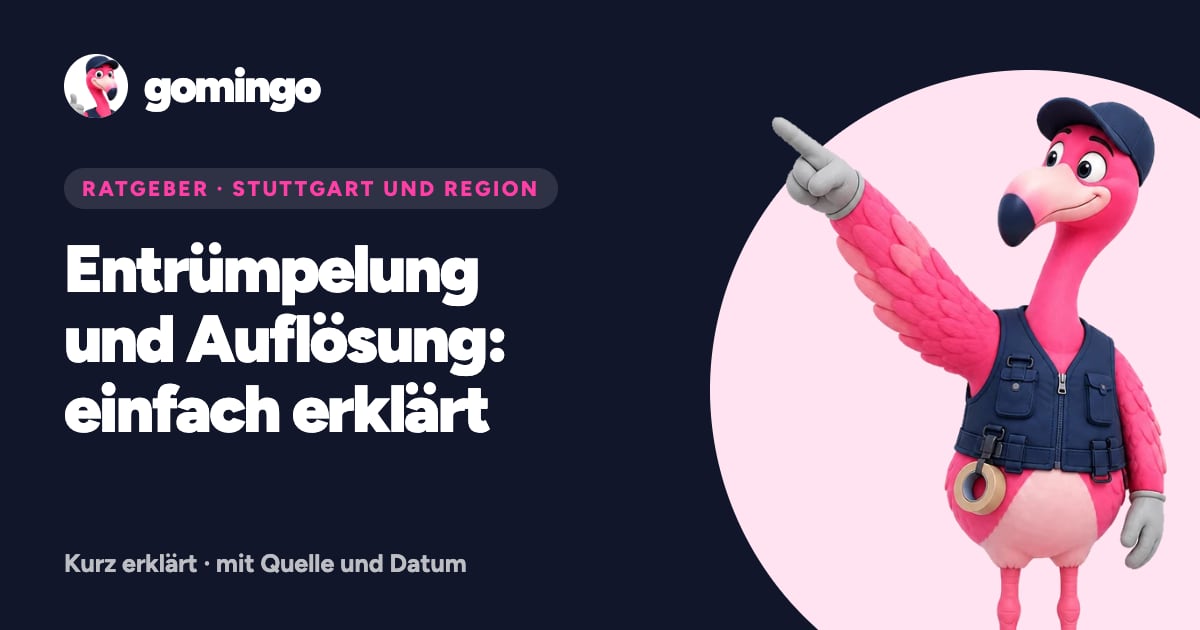 gomingo
RATGEBER · STUTTGART UND REGION
Entrümpelung
und Auflösung:
einfach erklärt
Kurz erklärt · mit Quelle und Datum